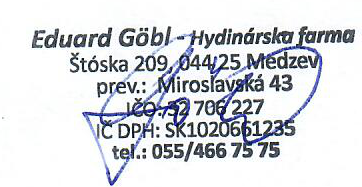 Eduard Göbl - Hydinárska farma
Štóska 209, 044/25 Medzev
prev.: Miroslavská 43
IČO: 32 706 227
IČ DPH: SK1020661235
tel.: 055/466 75 75